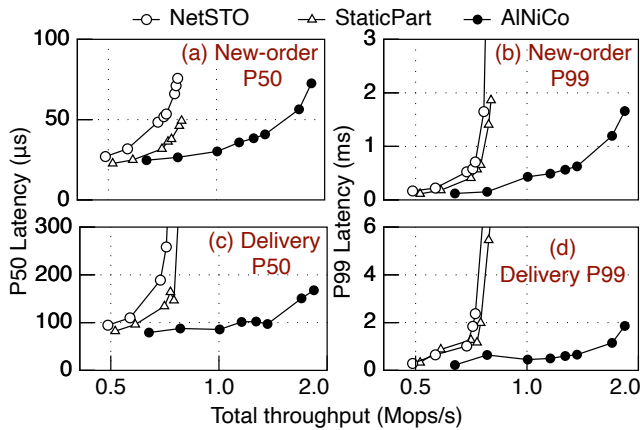 NetSTO StaticPart AlNiCo
(a) New-order
P50
(b) New-order
P99
100
50
0
3
2
1
0
P50 Latency (μs)
P99 Latency (ms)
(c) Delivery
P50
(d)
Delivery P99
300
200
100
0
6
4
2
0
0.5 1.0 2.0
0.5 1.0 2.0
Total throughput (Mops/s)